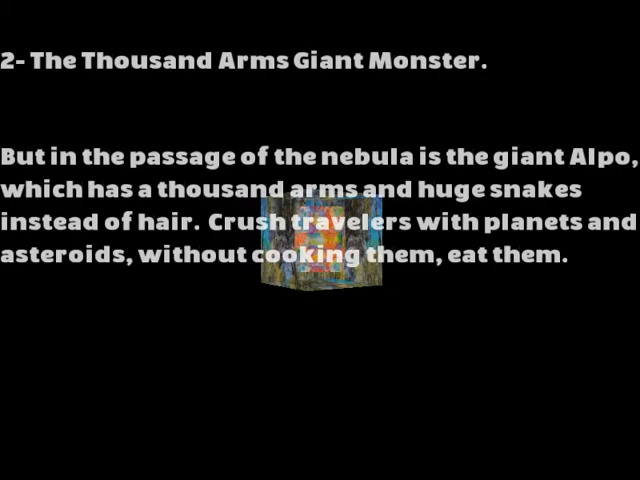 2- The Thousand Arms Giant Monster.
But in the passage of the nebula is the giant Alpo,
which has a thousand arms and huge snakes
instead of hair. Crush travelers with planets and
asteroids, without cooking them, eat them.